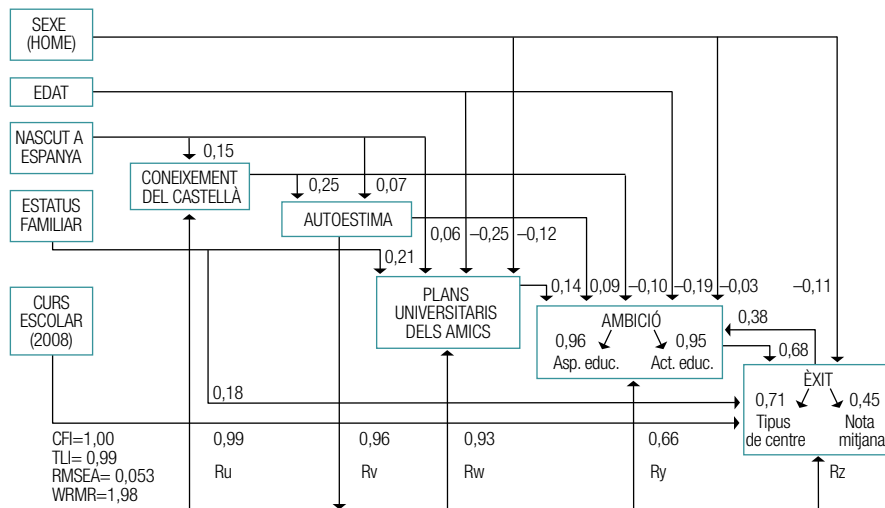 SEXE
(HOME)
EDAT
NASCUT A
ESPANYA
0,15
CONEIXEMENT
DEL CASTELLÀ
0,25
0,07
ESTATUS
FAMILIAR
AUTOESTIMA
0,21
0,06
–0,25
–0,12
PLANS
UNIVERSITARIS
DELS AMICS
0,14
0,09
–0,10
–0,19
–0,03
–0,11
CURS
ESCOLAR
(2008)
AMBICIÓ
0,96
0,95
Asp. educ.
Act. educ.
0,38
0,68
ÈXIT
0,71
0,45
Tipus
de centre
Nota
mitjana
0,18
CFI=1,00
TLI= 0,99
RMSEA= 0,053
WRMR=1,98
0,99
0,96
0,93
0,66
Ru
Rv
Rw
Ry
Rz